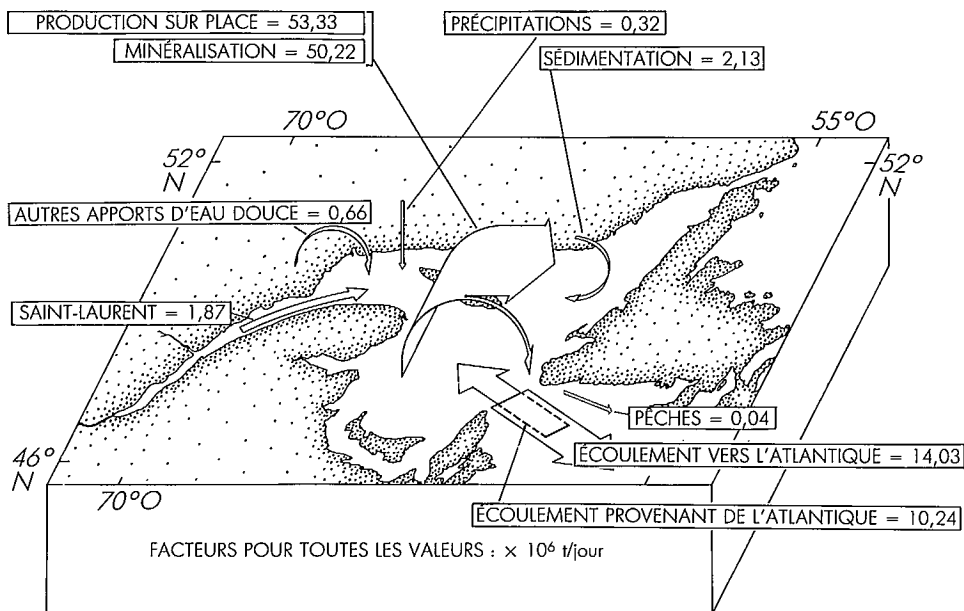 PRODUCTION SUR PLACE = 53,33
MINÉRALISATION = 50,22
PRÉCIPITATIONS = 0,32
SÉDIMENTATION = 2,13
70°O
55°O
52°
N
52°
N
AUTRES APPORTS D'EAU DOUCE = 0,66
SAINT-LAURENT = 1,87
PÊCHES = 0,04
ÉCOULEMENT VERS L'ATLANTIQUE = 14,03
46°
N
70°O
ÉCOULEMENT PROVENANT DE L'ATLANTIQUE = 10,24
FACTEURS POUR TOUTES LES VALEURS : × 10⁶ t/jour